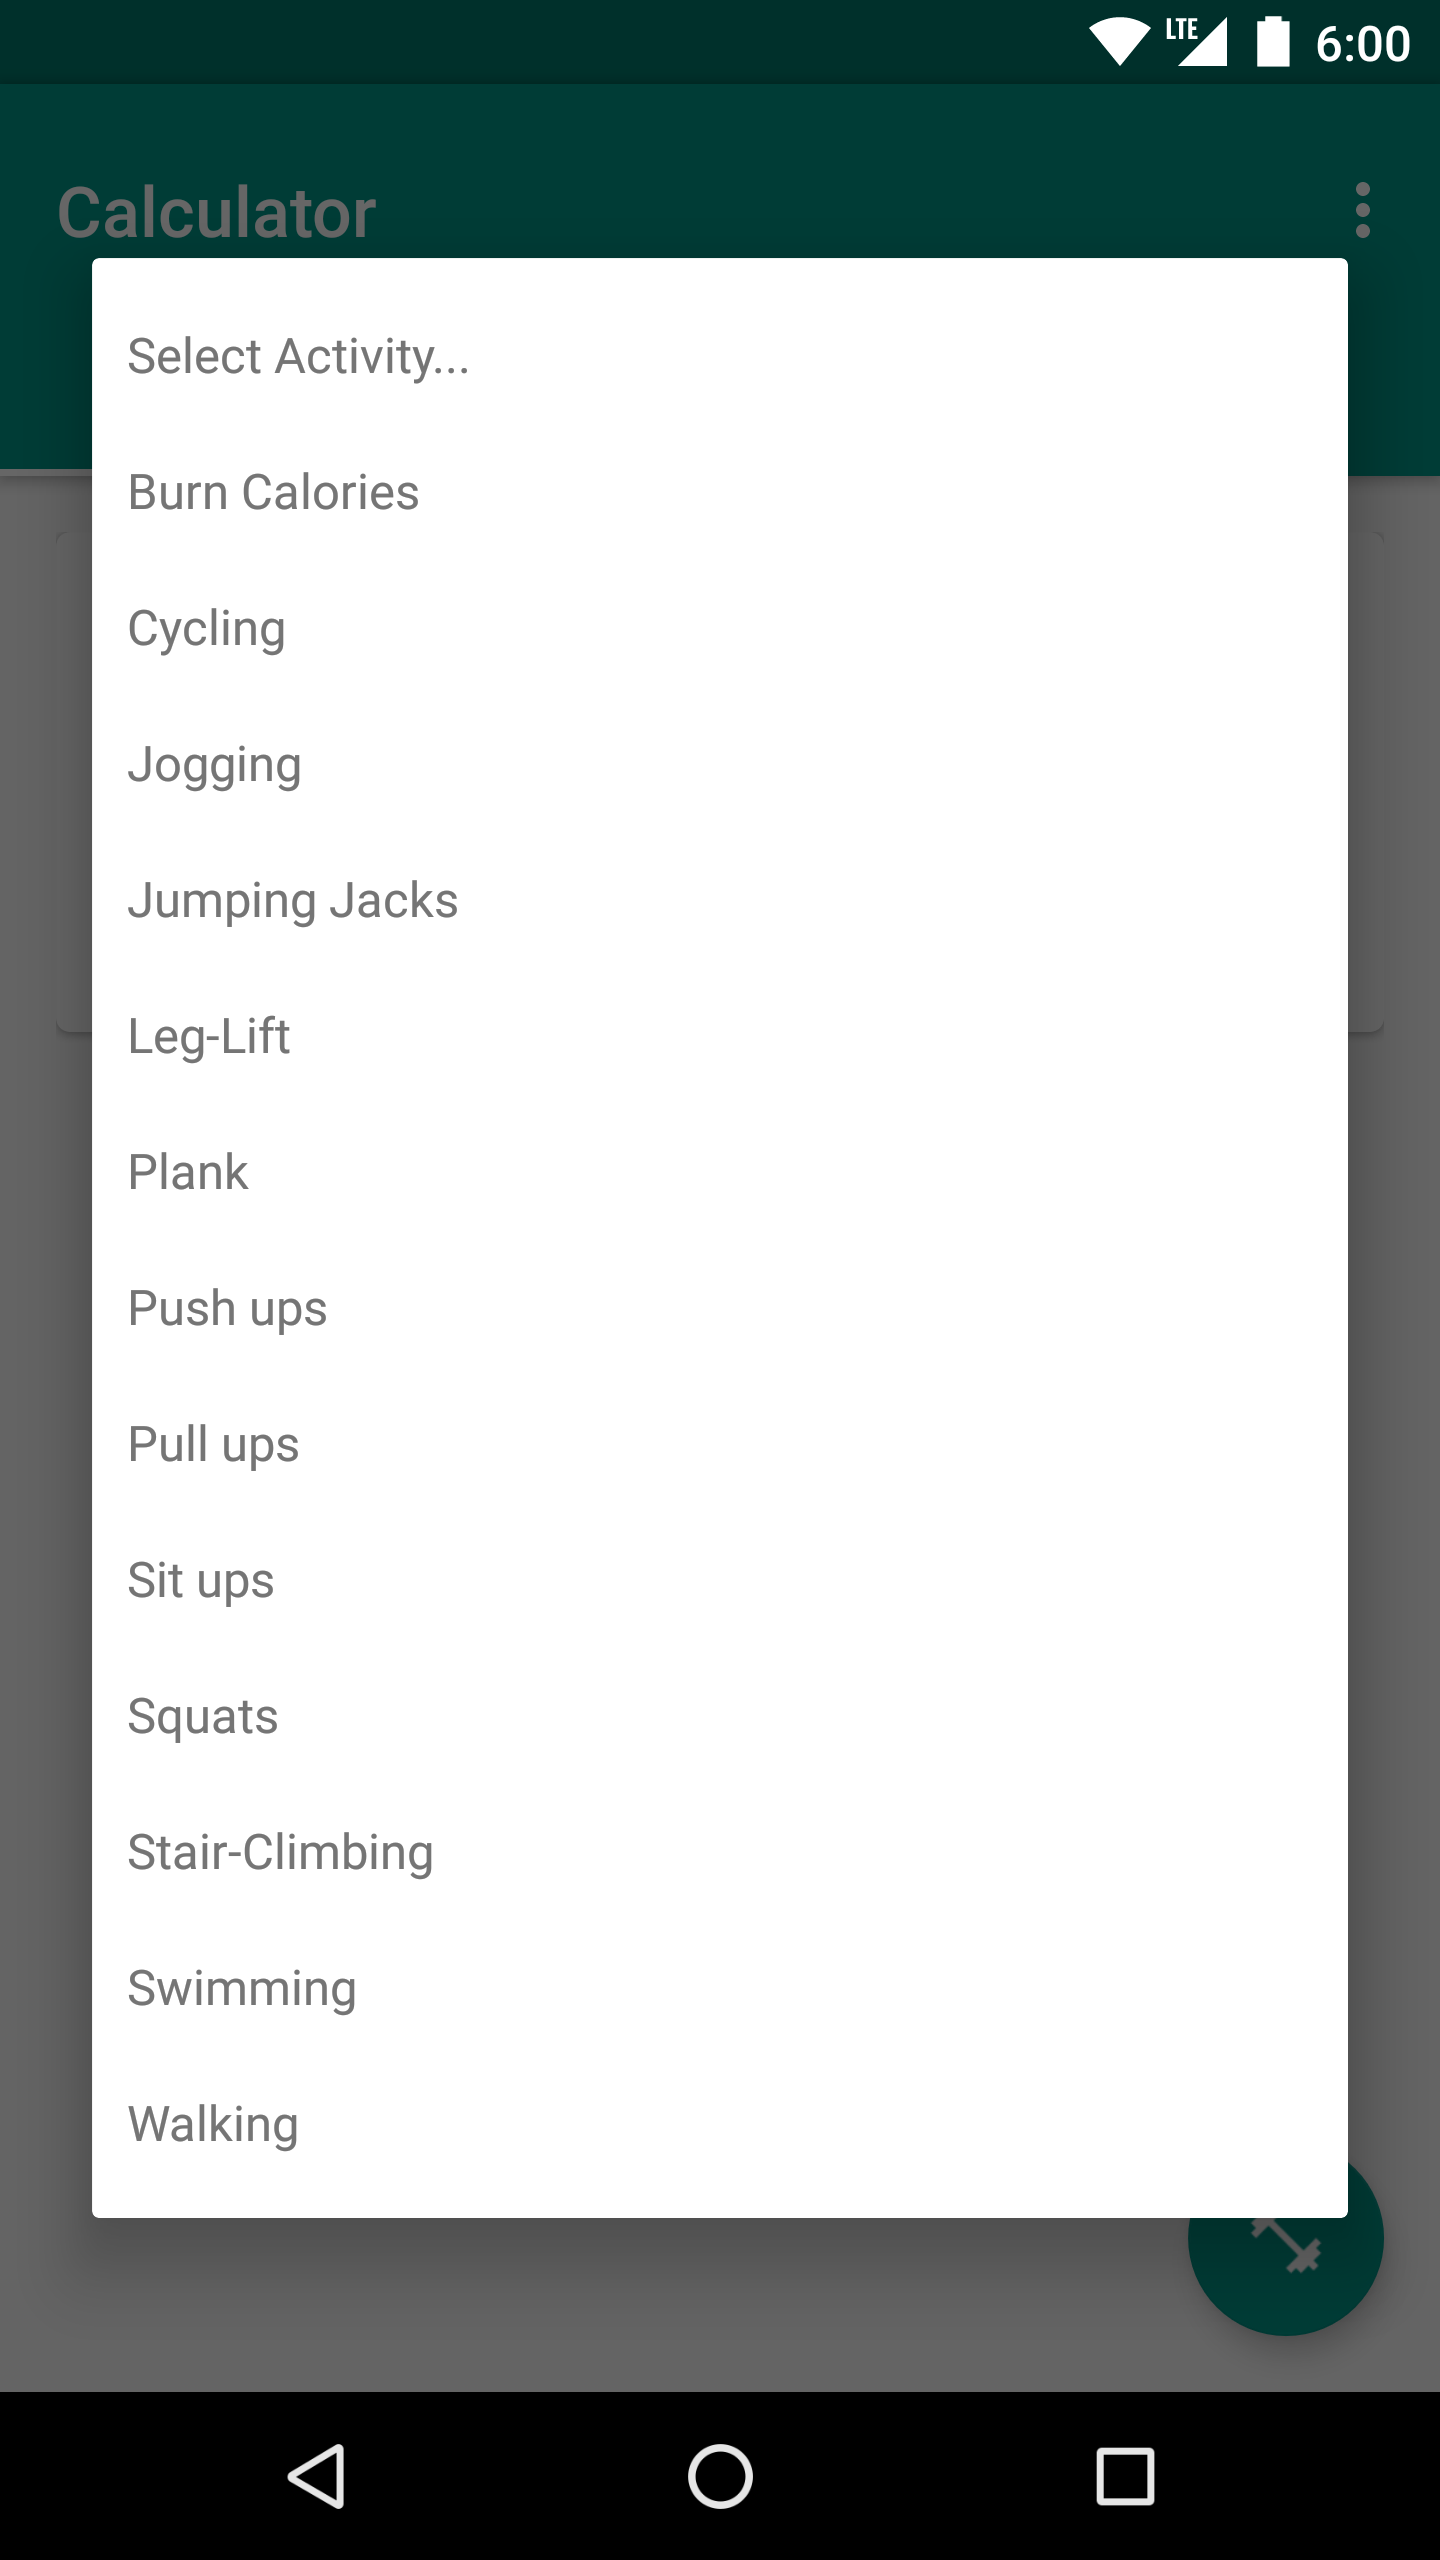 LTE 6:00
Calculator
Select Activity...
Burn Calories
Cycling
Jogging
Jumping Jacks
Leg-Lift
Plank
Push ups
Pull ups
Sit ups
Squats
Stair-Climbing
Swimming
Walking